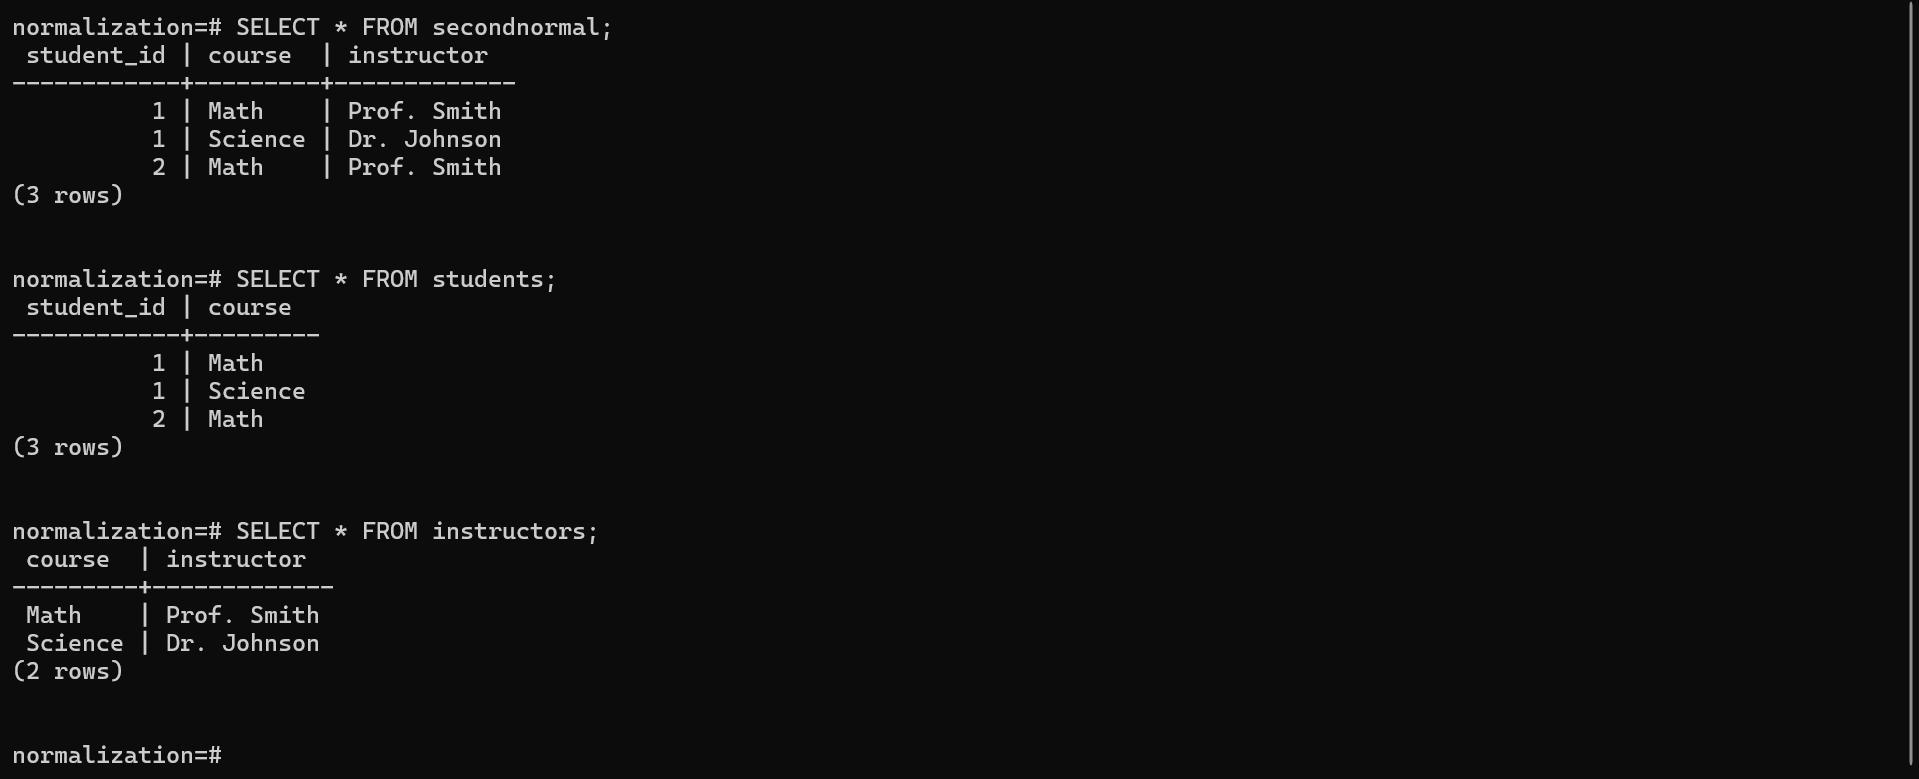 normalization=# SELECT * FROM secondnormal;
 student_id | course  | instructor
------------+---------+-------------
          1 | Math    | Prof. Smith
          1 | Science | Dr. Johnson
          2 | Math    | Prof. Smith
(3 rows)
normalization=# SELECT * FROM students;
 student_id | course
------------+---------
          1 | Math
          1 | Science
          2 | Math
(3 rows)
normalization=# SELECT * FROM instructors;
 course  | instructor
---------+-------------
 Math    | Prof. Smith
 Science | Dr. Johnson
(2 rows)
normalization=#